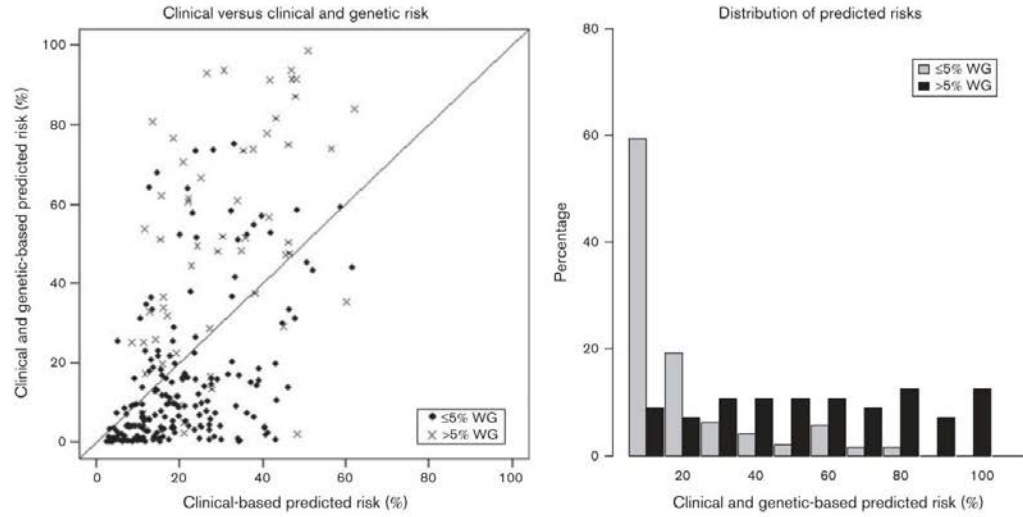 Clinical versus clinical and genetic risk
Clinical and genetic-based predicted risk (%)
100
80
60
40
20
0
≤5% WG
>5% WG
0 20 40 60 80 100
Clinical-based predicted risk (%)
Distribution of predicted risks
Percentage
80
60
40
20
0
≤5% WG
>5% WG
20 40 60 80 100
Clinical and genetic-based predicted risk (%)